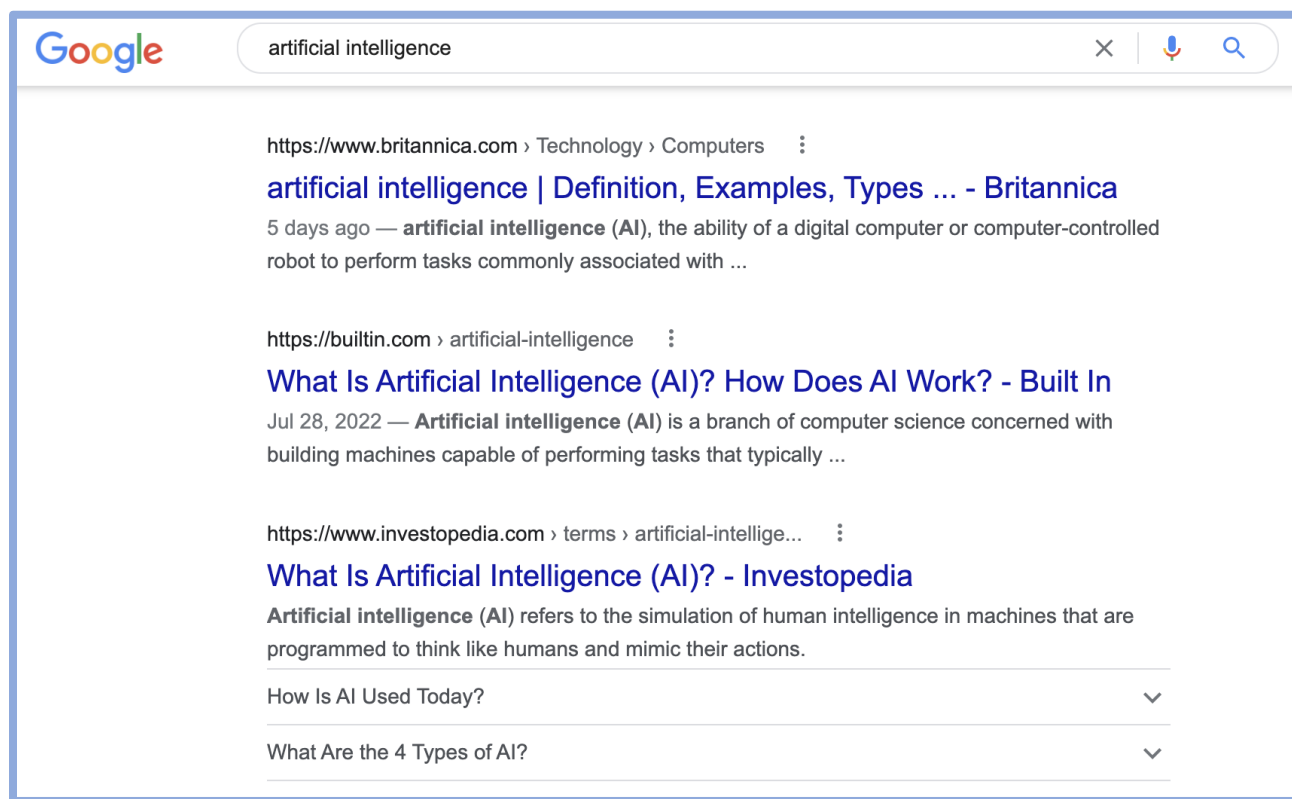 Google artificial intelligence
https://www.britannica.com › Technology › Computers
artificial intelligence | Definition, Examples, Types ... - Britannica
5 days ago — artificial intelligence (AI), the ability of a digital computer or computer-controlled
robot to perform tasks commonly associated with ...
https://builtin.com › artificial-intelligence
What Is Artificial Intelligence (AI)? How Does AI Work? - Built In
Jul 28, 2022 — Artificial intelligence (AI) is a branch of computer science concerned with
building machines capable of performing tasks that typically ...
https://www.investopedia.com › terms › artificial-intellige...
What Is Artificial Intelligence (AI)? - Investopedia
Artificial intelligence (AI) refers to the simulation of human intelligence in machines that are
programmed to think like humans and mimic their actions.
How Is AI Used Today?
What Are the 4 Types of AI?